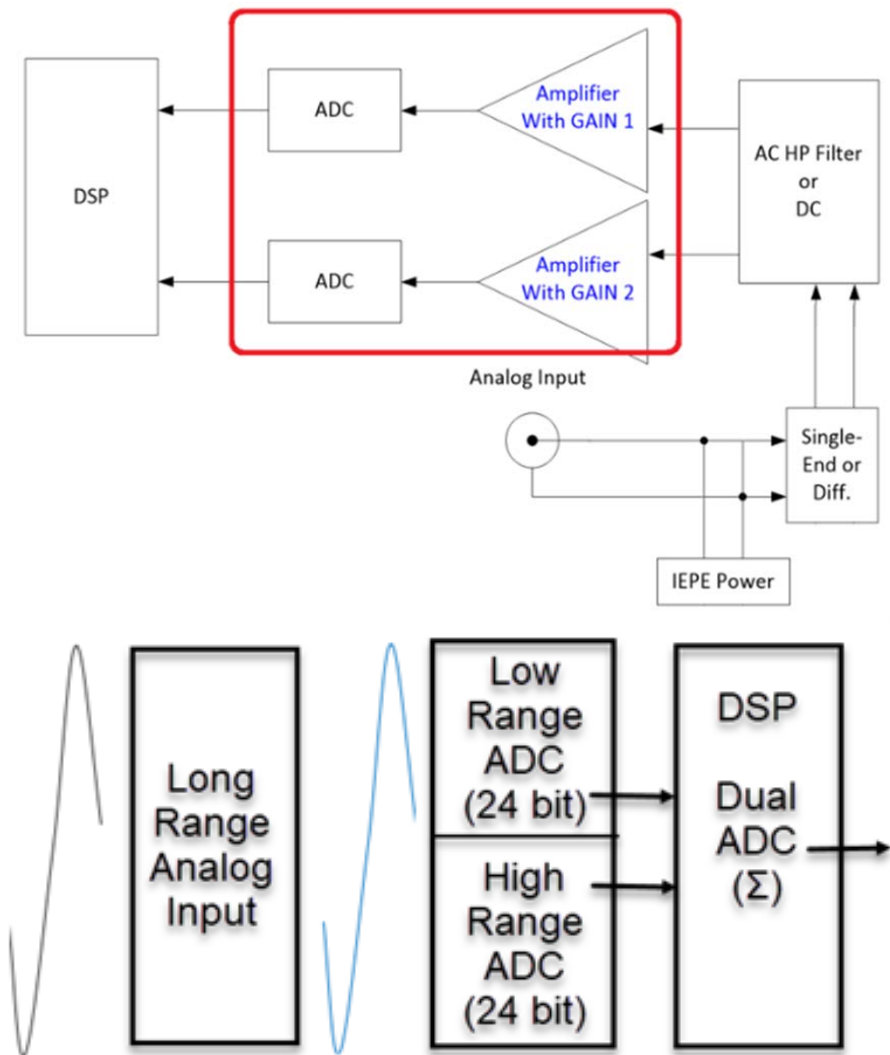 DSP
ADC
Amplifier
With GAIN 1
AC HP Filter
or
DC
ADC
Amplifier
With GAIN 2
Analog Input
Single-
End or
Diff.
IEPE Power
Long
Range
Analog
Input
Low
Range
ADC
(24 bit)
High
Range
ADC
(24 bit)
DSP
Dual
ADC
(Σ)